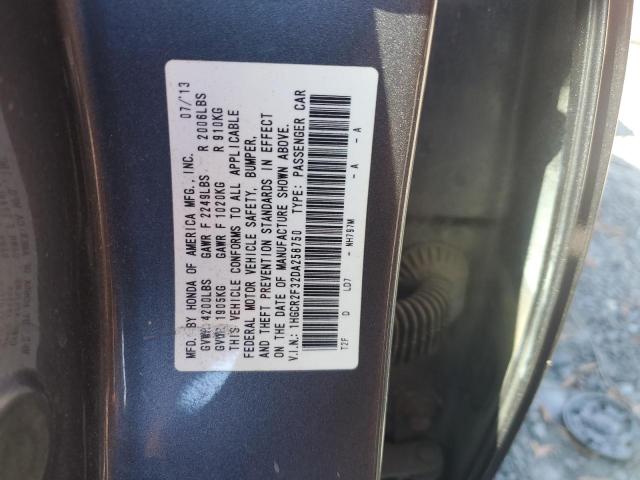 MFD. BY HONDA OF AMERICA MFG., INC. 07/'13
GVWR 4200LBS GAWR F 2249LBS R 2006LBS
GVWR 1905KG GAWR F 1020KG R 910KG
THIS VEHICLE CONFORMS TO ALL APPLICABLE
FEDERAL MOTOR VEHICLE SAFETY, BUMPER,
AND THEFT PREVENTION STANDARDS IN EFFECT
ON THE DATE OF MANUFACTURE SHOWN ABOVE.
V.I.N.: 1HGCR2F32DA258750 TYPE: PASSENGER CAR
T2F D LD7 - NH797M - A - A